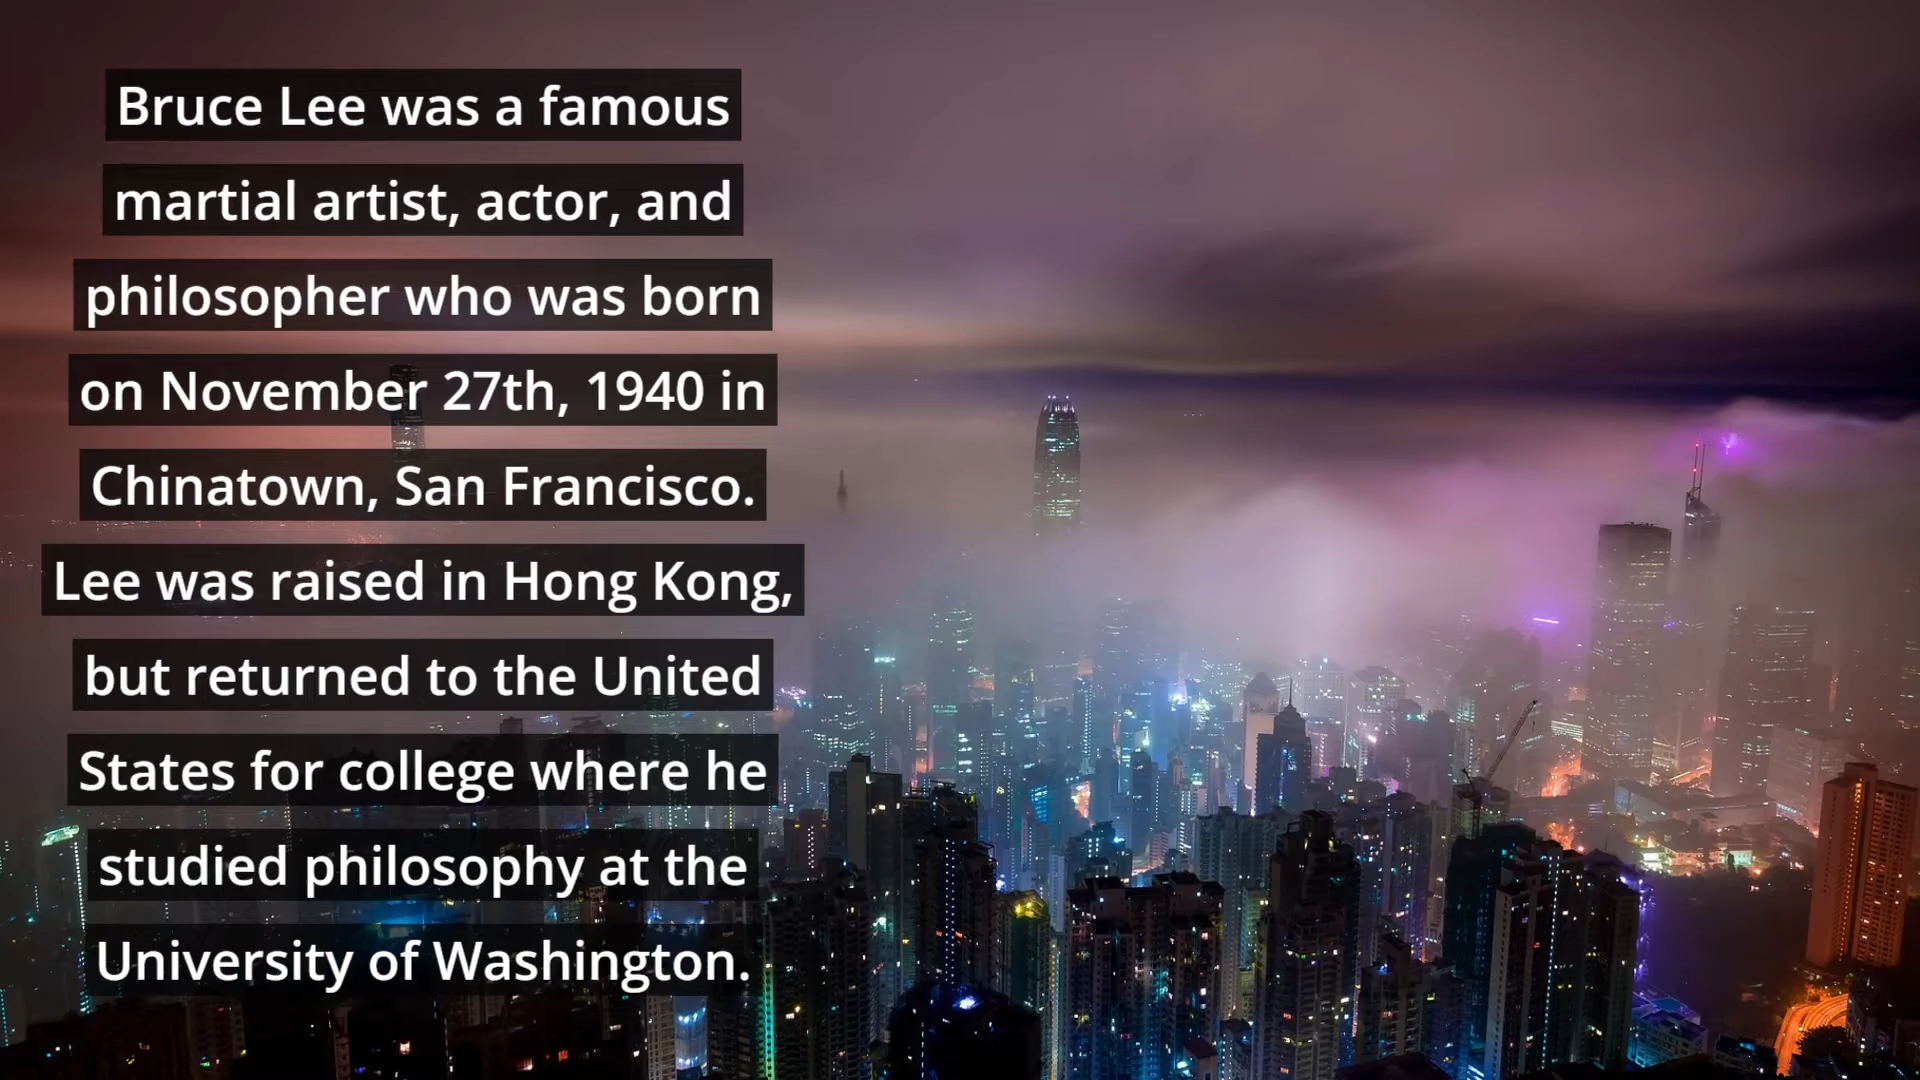 Bruce Lee was a famous
martial artist, actor, and
philosopher who was born
on November 27th, 1940 in
Chinatown, San Francisco.
Lee was raised in Hong Kong,
but returned to the United
States for college where he
studied philosophy at the
University of Washington.